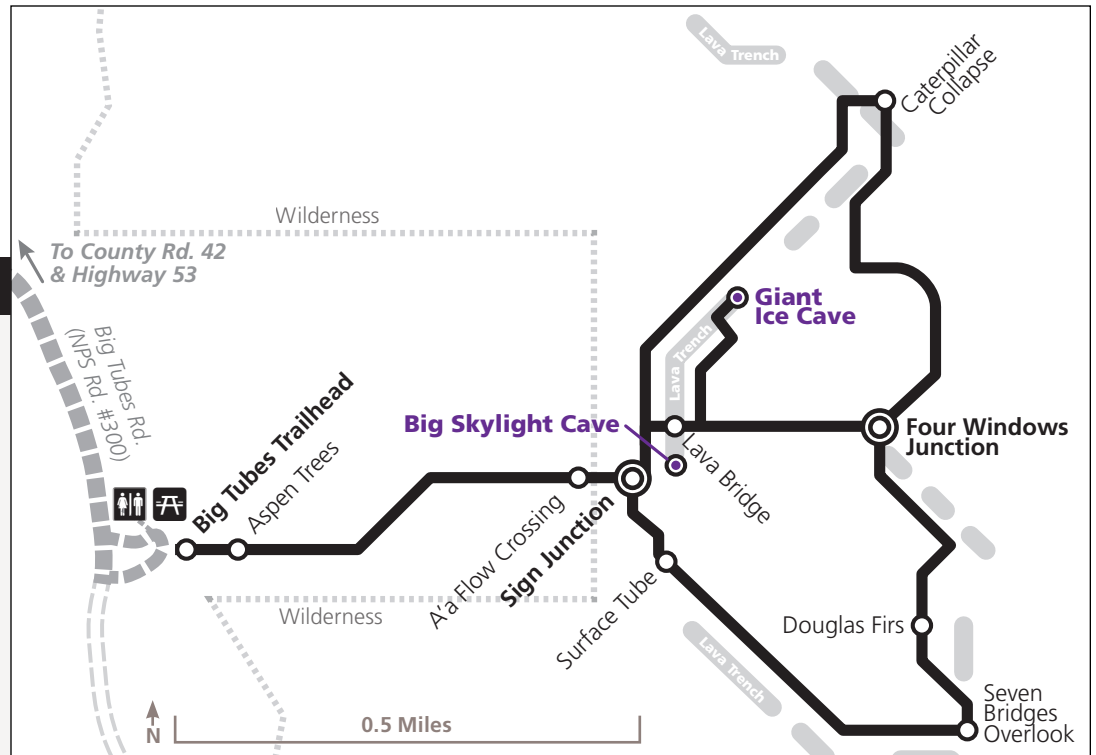 Lava Trench
Caterpillar
Collapse
Wilderness
To County Rd. 42
& Highway 53
Giant
Ice Cave
Big Tubes Rd.
(NPS Rd. #300)
Lava Trench
Big Tubes Trailhead
Aspen Trees
Big Skylight Cave
Four Windows
Junction
Lava Bridge
A'a Flow Crossing
Sign Junction
Surface Tube
Wilderness
Douglas Firs
Lava Trench
Seven
Bridges
Overlook
N
0.5 Miles